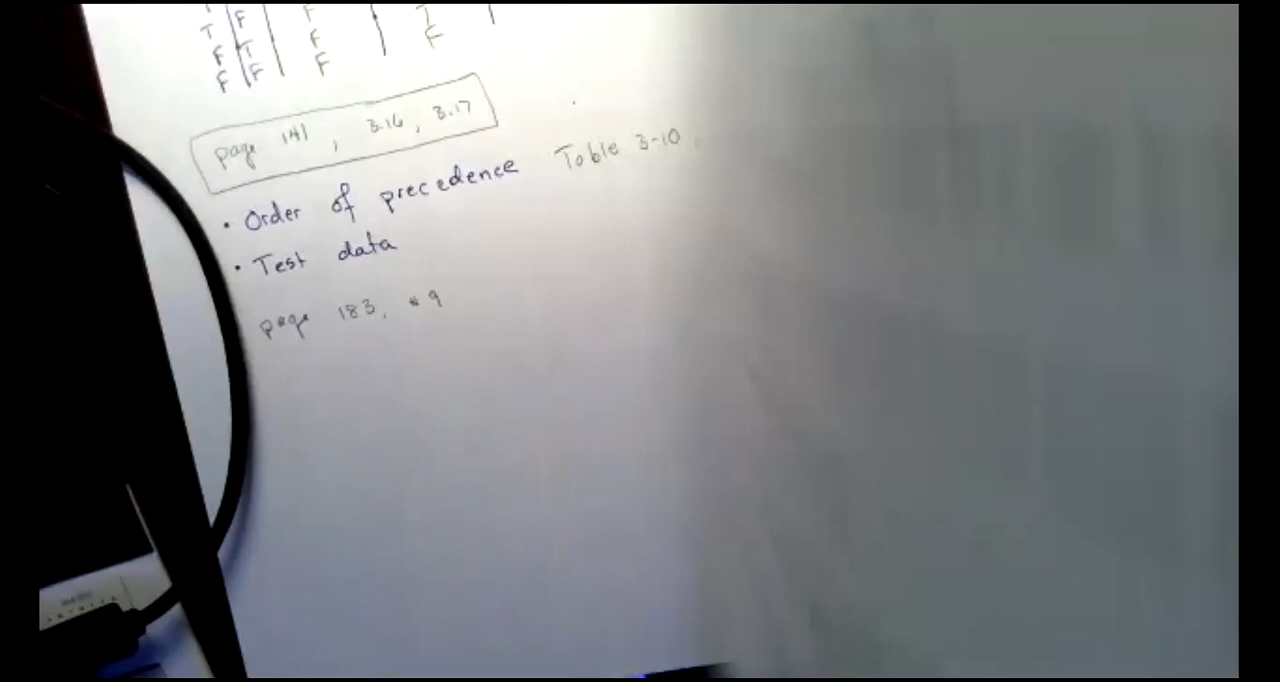 T F F T
F T F F
F F F
page 141, 3.16, 3.17
• Order of precedence Table 3-10
• Test data
page 183, #9